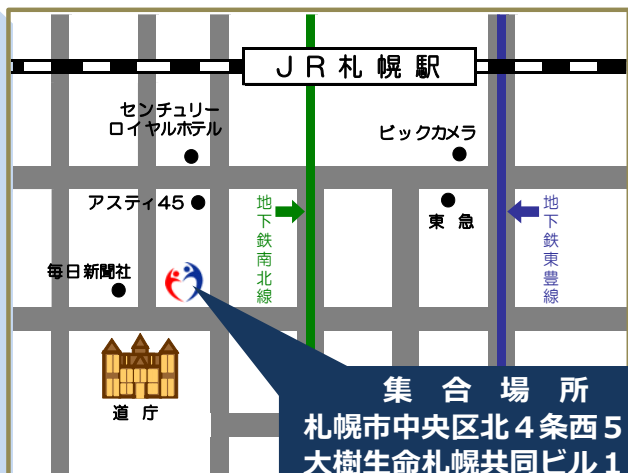 JR札幌駅
センチュリー
ロイヤルホテル
ビックカメラ
アスティ45
地下鉄南北線
東急
地下鉄東豊線
毎日新聞社
道庁
集合場所
札幌市中央区北4条西5
大樹生命札幌共同ビル1